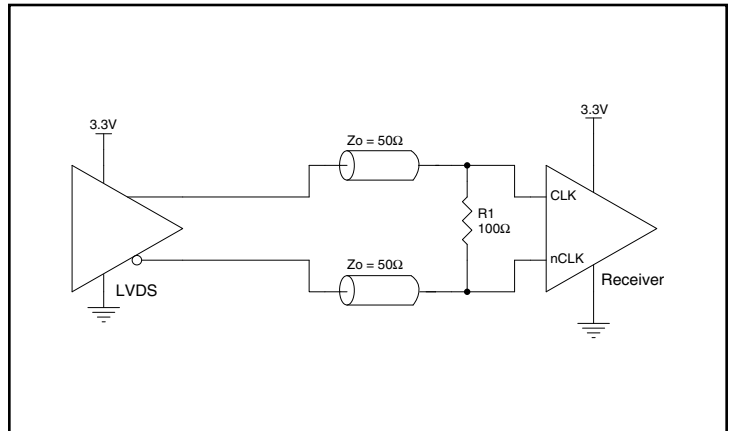 3.3V
3.3V
Zo = 50Ω
CLK
R1
100Ω
Zo = 50Ω
nCLK
LVDS
Receiver